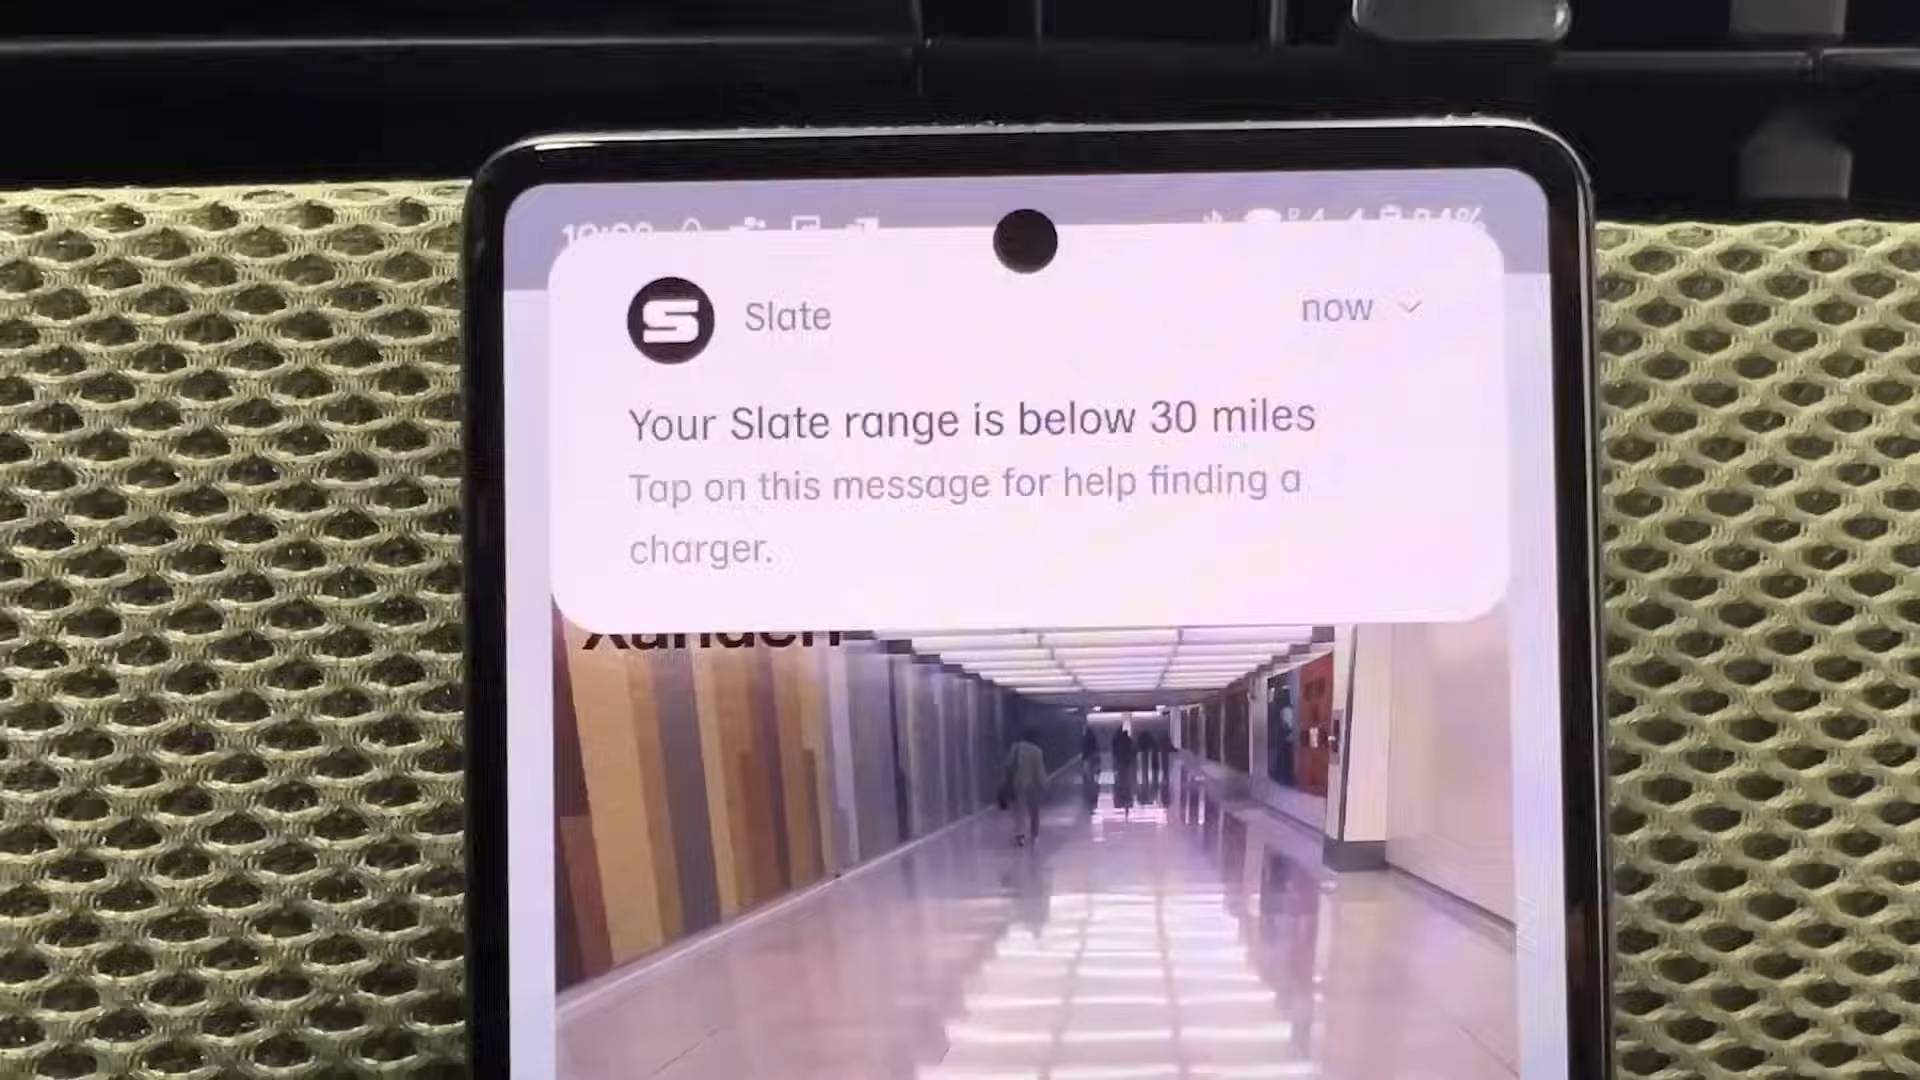 Slate
now
Your Slate range is below 30 miles
Tap on this message for help finding a
charger.